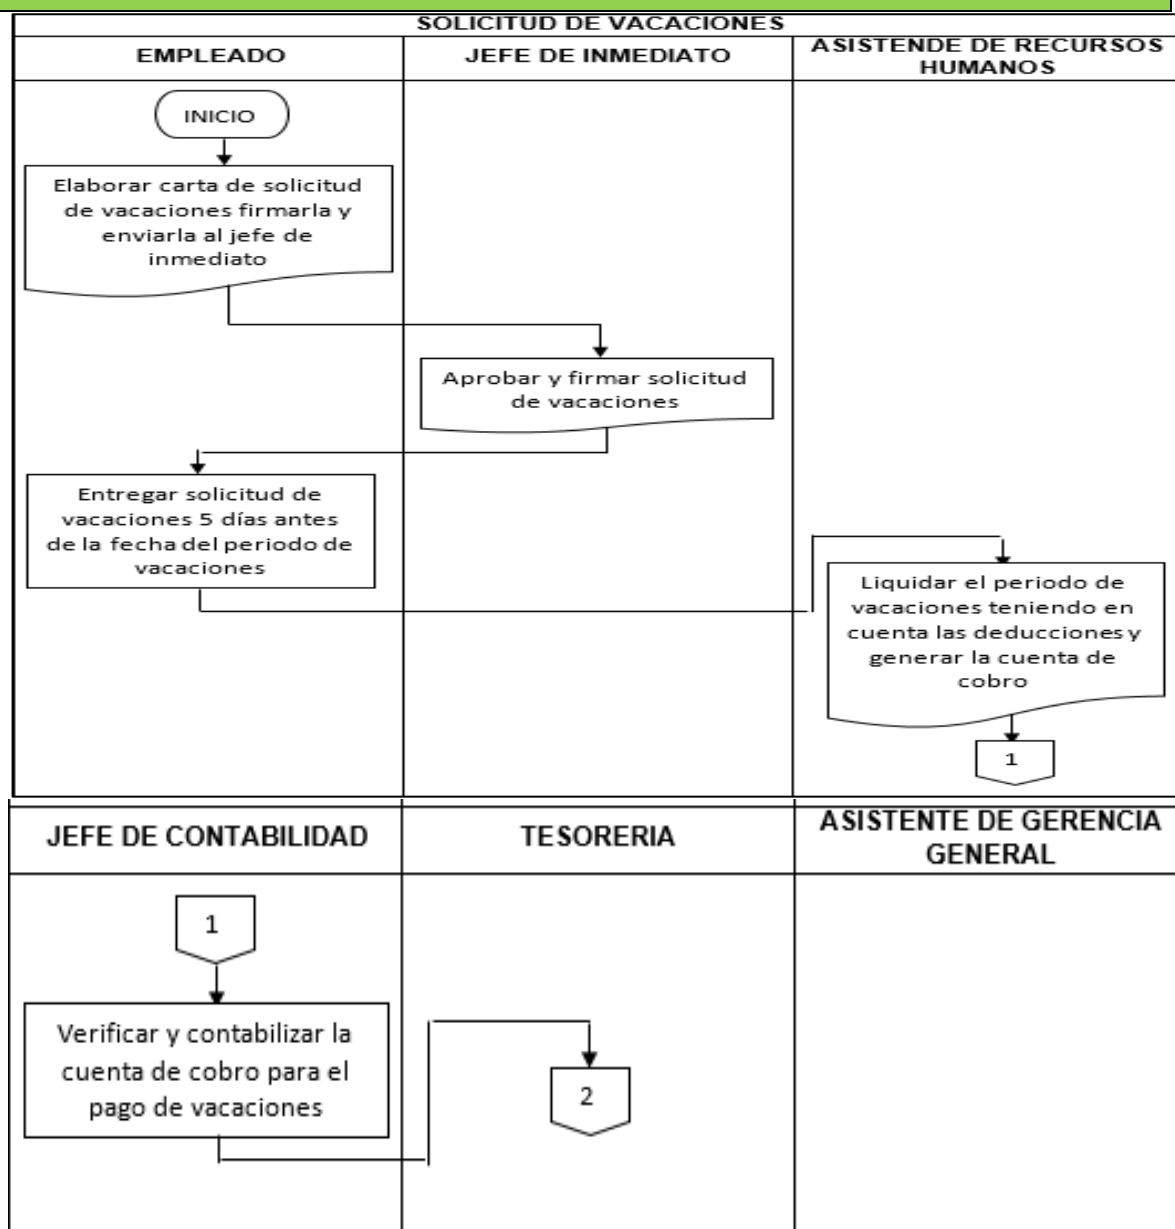 SOLICITUD DE VACACIONES
EMPLEADO
JEFE DE INMEDIATO
ASISTENDE DE RECURSOS
HUMANOS
INICIO
Elaborar carta de solicitud
de vacaciones firmarla y
enviarla al jefe de
inmediato
Aprobar y firmar solicitud
de vacaciones
Entregar solicitud de
vacaciones 5 días antes
de la fecha del periodo de
vacaciones
Liquidar el periodo de
vacaciones teniendo en
cuenta las deducciones y
generar la cuenta de
cobro
1
JEFE DE CONTABILIDAD
TESORERIA
ASISTENTE DE GERENCIA
GENERAL
1
Verificar y contabilizar la
cuenta de cobro para el
pago de vacaciones
2